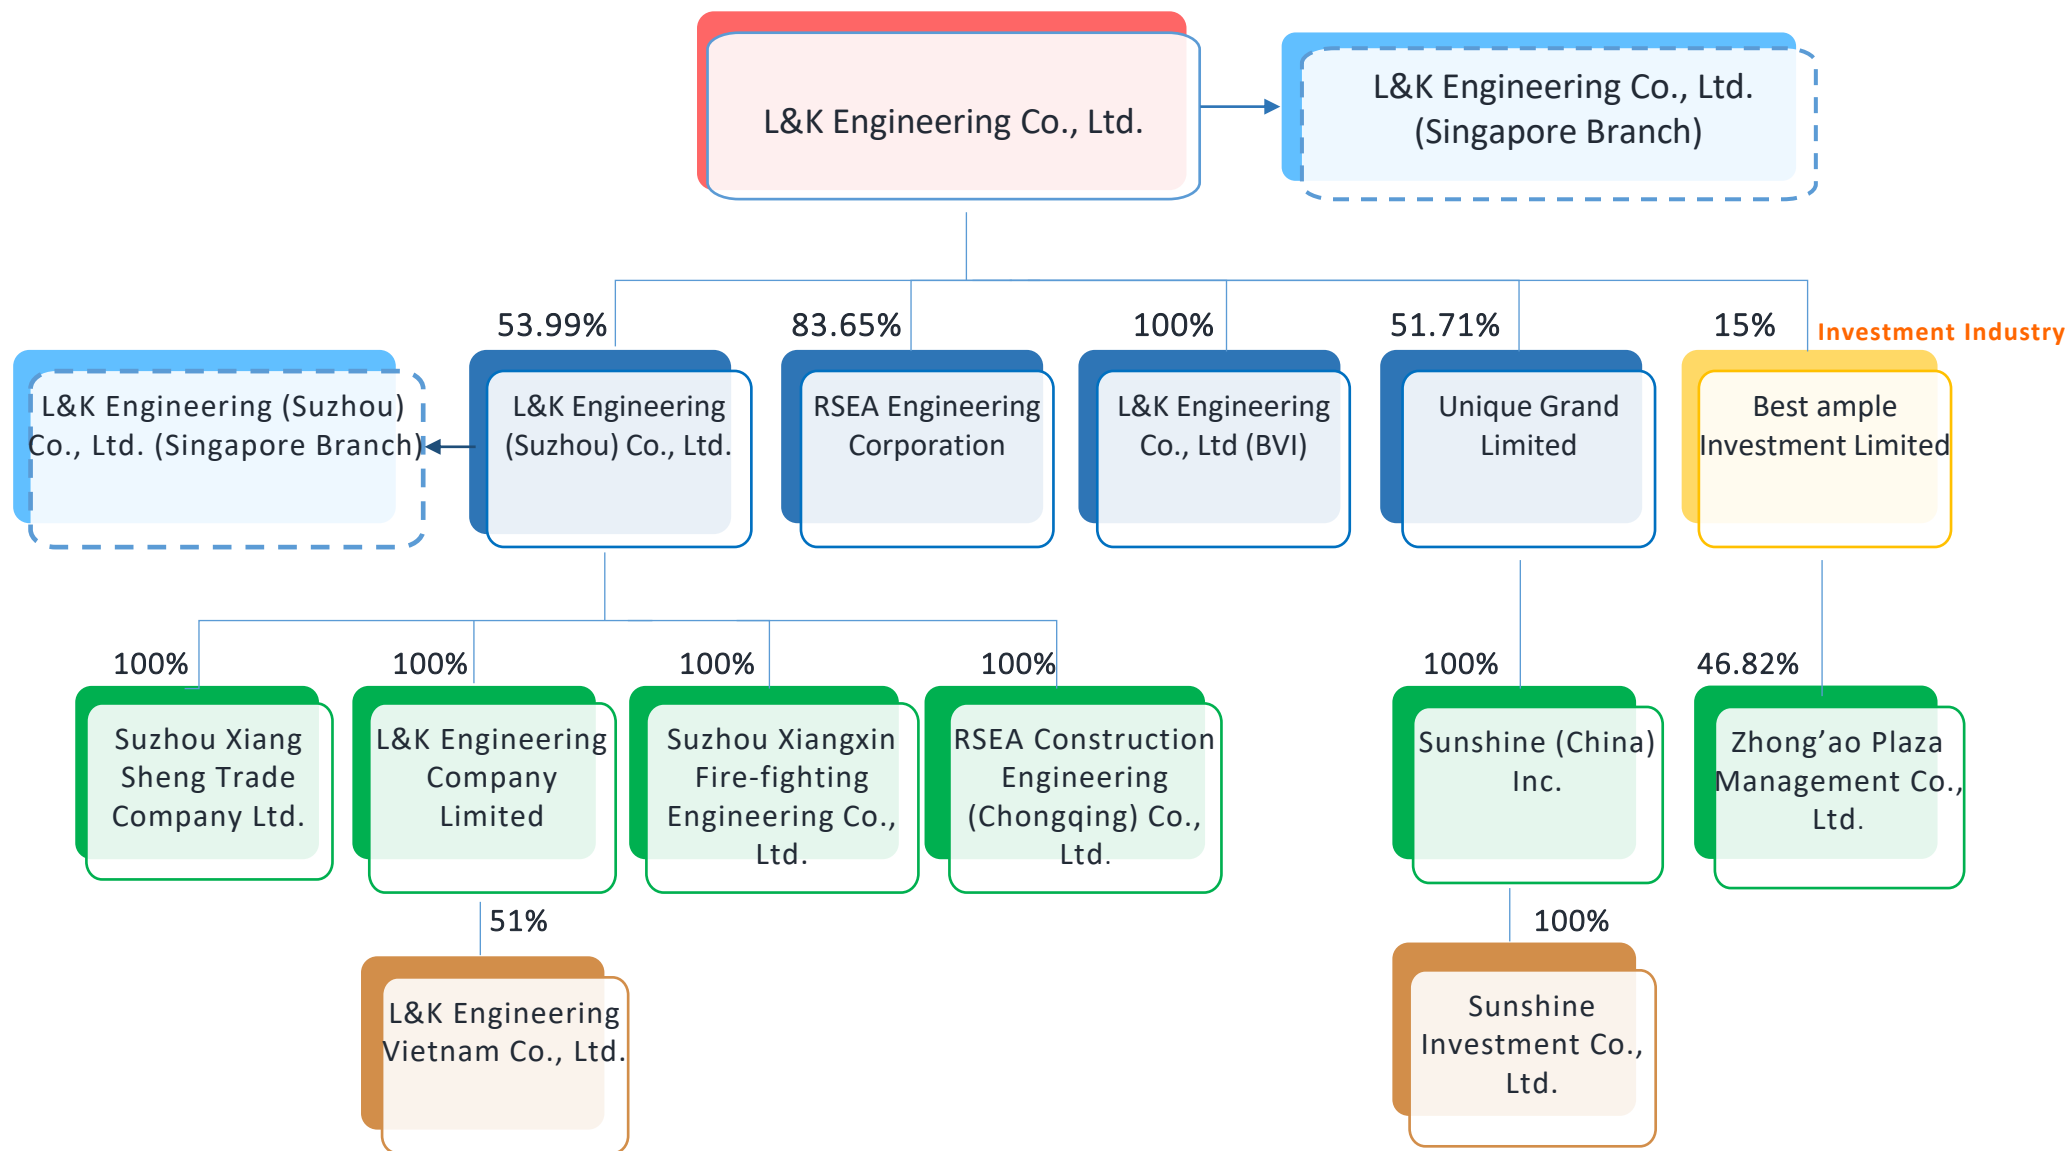 L&K Engineering Co., Ltd.
L&K Engineering Co., Ltd.
(Singapore Branch)
53.99%
83.65%
100%
51.71%
15%
Investment Industry
L&K Engineering (Suzhou)
Co., Ltd. (Singapore Branch)
L&K Engineering
(Suzhou) Co., Ltd.
RSEA Engineering
Corporation
L&K Engineering
Co., Ltd (BVI)
Unique Grand
Limited
Best ample
Investment Limited
100%
100%
100%
100%
100%
46.82%
Suzhou Xiang
Sheng Trade
Company Ltd.
L&K Engineering
Company
Limited
Suzhou Xiangxin
Fire-fighting
Engineering Co.,
Ltd.
RSEA Construction
Engineering
(Chongqing) Co.,
Ltd.
Sunshine (China)
Inc.
Zhong’ao Plaza
Management Co.,
Ltd.
51%
100%
L&K Engineering
Vietnam Co., Ltd.
Sunshine
Investment Co.,
Ltd.